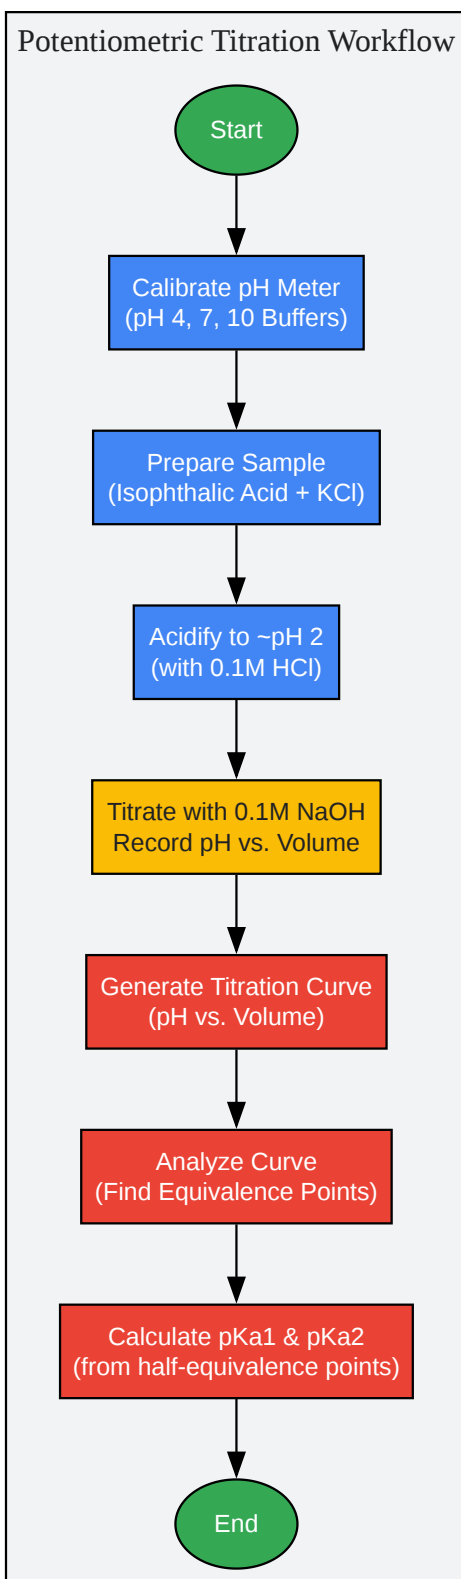 Potentiometric Titration Workflow
Start
Calibrate pH Meter
(pH 4, 7, 10 Buffers)
Prepare Sample
(Isophthalic Acid + KCl)
Acidify to ~pH 2
(with 0.1M HCl)
Titrate with 0.1M NaOH
Record pH vs. Volume
Generate Titration Curve
(pH vs. Volume)
Analyze Curve
(Find Equivalence Points)
Calculate pKa1 & pKa2
(from half-equivalence points)
End